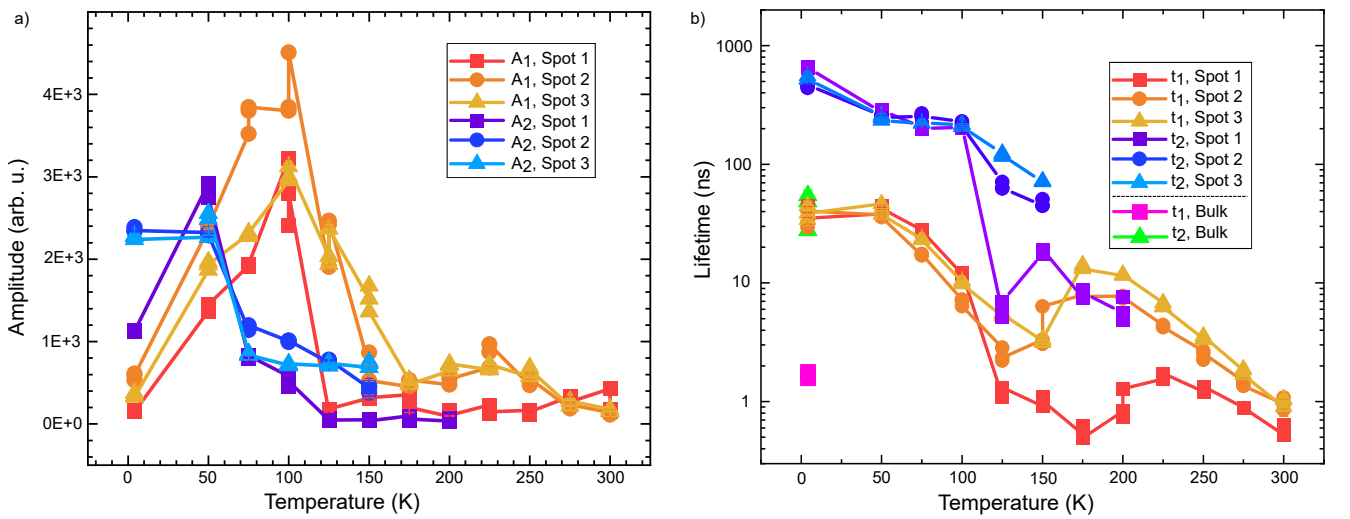 a)
Amplitude (arb. u.)
4E+3
3E+3
2E+3
1E+3
0E+0
0 50 100 150 200 250 300
Temperature (K)
A1, Spot 1
A1, Spot 2
A1, Spot 3
A2, Spot 1
A2, Spot 2
A2, Spot 3
b)
Lifetime (ns)
1000
100
10
1
0 50 100 150 200 250 300
Temperature (K)
t1, Spot 1
t1, Spot 2
t1, Spot 3
t2, Spot 1
t2, Spot 2
t2, Spot 3
t1, Bulk
t2, Bulk